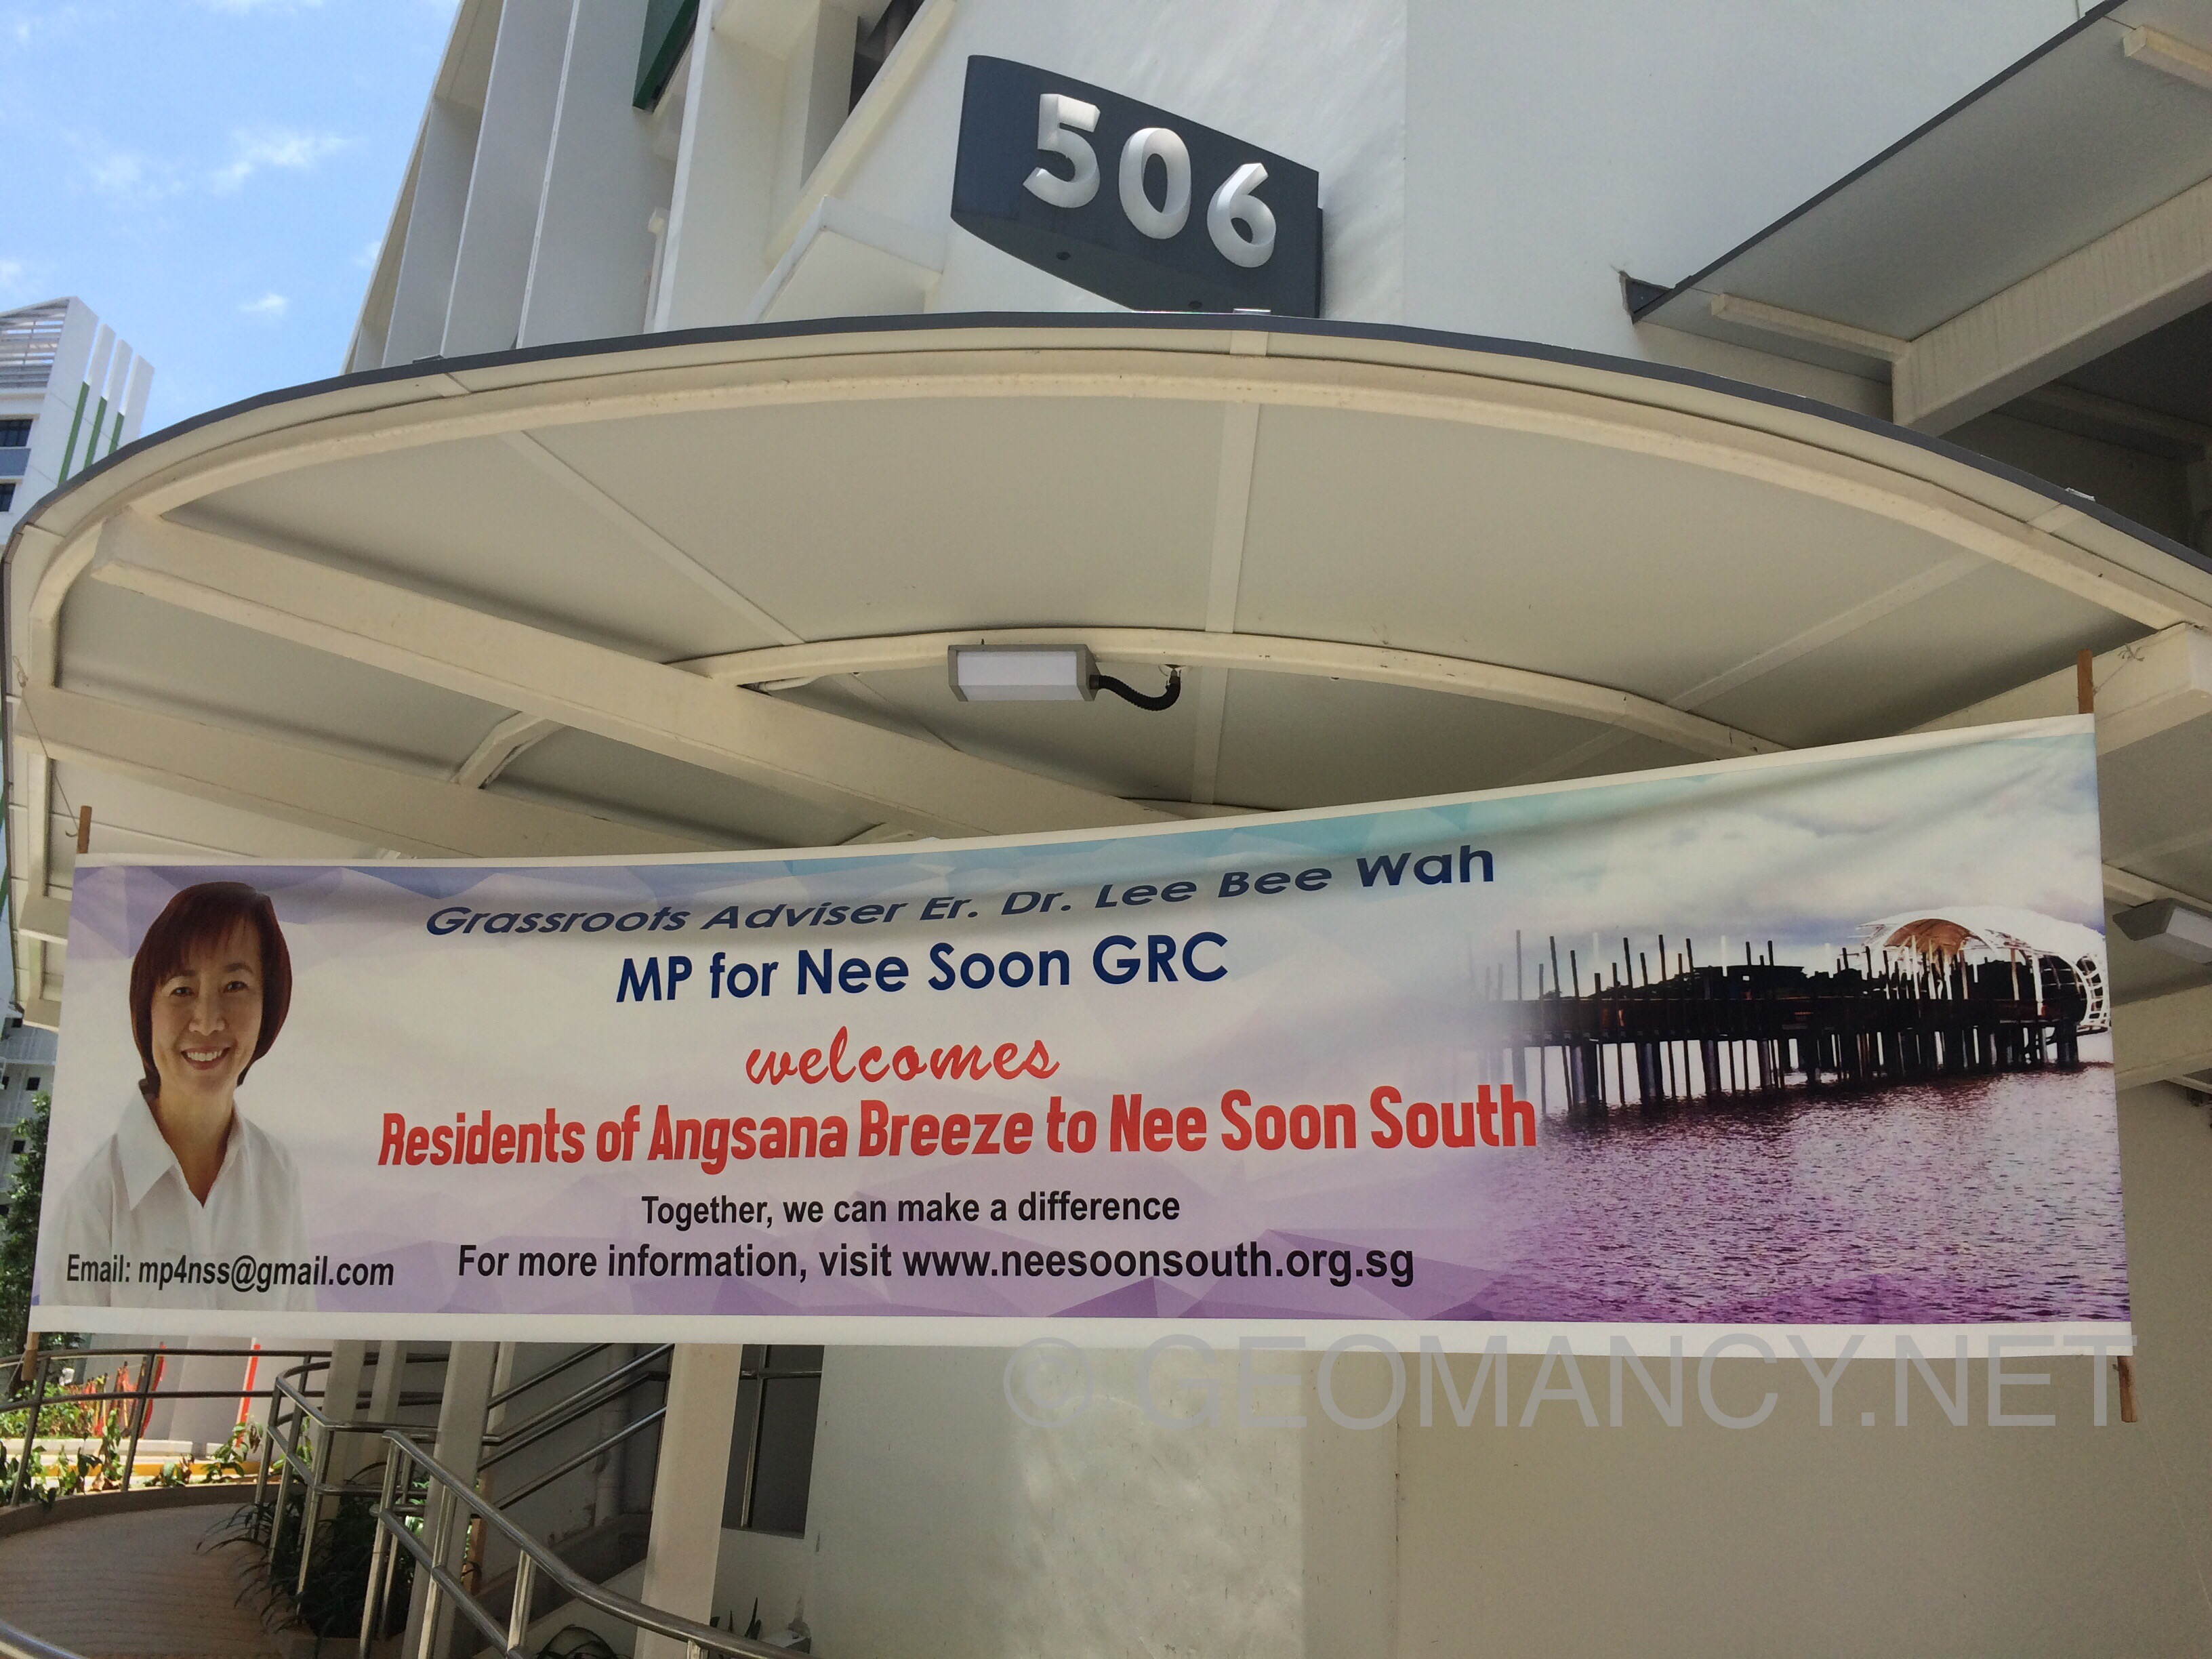 506
Grassroots Adviser Er. Dr. Lee Bee Wah
MP for Nee Soon GRC
welcomes
Residents of Angsana Breeze to Nee Soon South
Together, we can make a difference
Email: mp4nss@gmail.com
For more information, visit www.neesoonsouth.org.sg
© GEOMANCY.NET